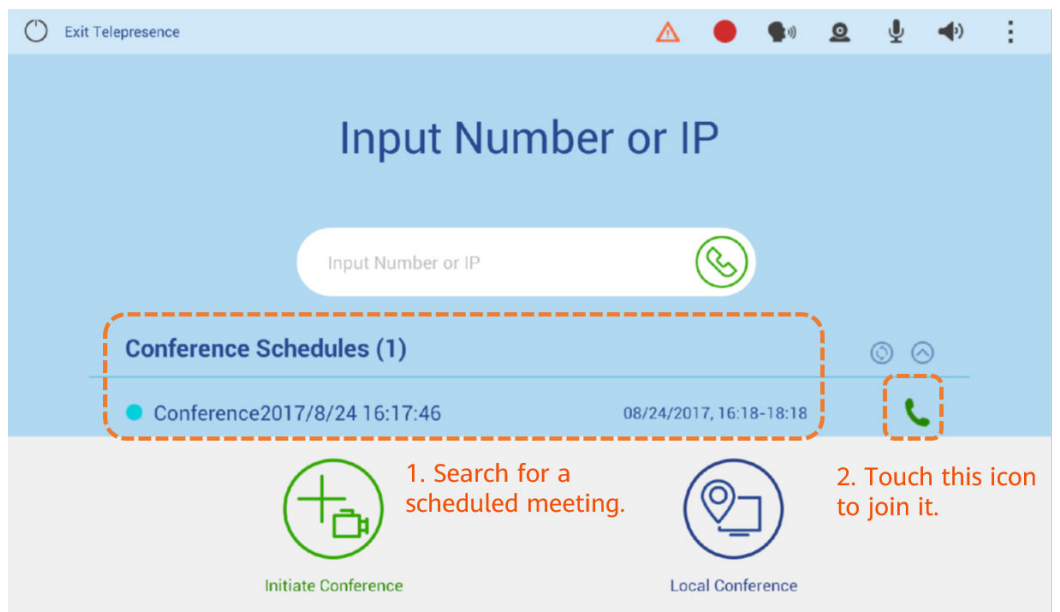 Exit Telepresence
Input Number or IP
Input Number or IP
Conference Schedules (1)
Conference2017/8/24 16:17:46 08/24/2017, 16:18-18:18
1. Search for a
scheduled meeting.
2. Touch this icon
to join it.
Initiate Conference
Local Conference